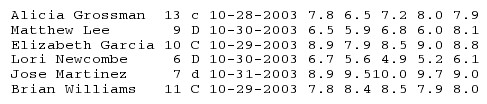 Alicia Grossman  13 c 10-28-2003 7.8 6.5 7.2 8.0 7.9
Matthew Lee       9 D 10-30-2003 6.5 5.9 6.8 6.0 8.1
Elizabeth Garcia 10 C 10-29-2003 8.9 7.9 8.5 9.0 8.8
Lori Newcombe     6 D 10-30-2003 6.7 5.6 4.9 5.2 6.1
Jose Martinez     7 d 10-31-2003 8.9 9.510.0 9.7 9.0
Brian Williams   11 C 10-29-2003 7.8 8.4 8.5 7.9 8.0